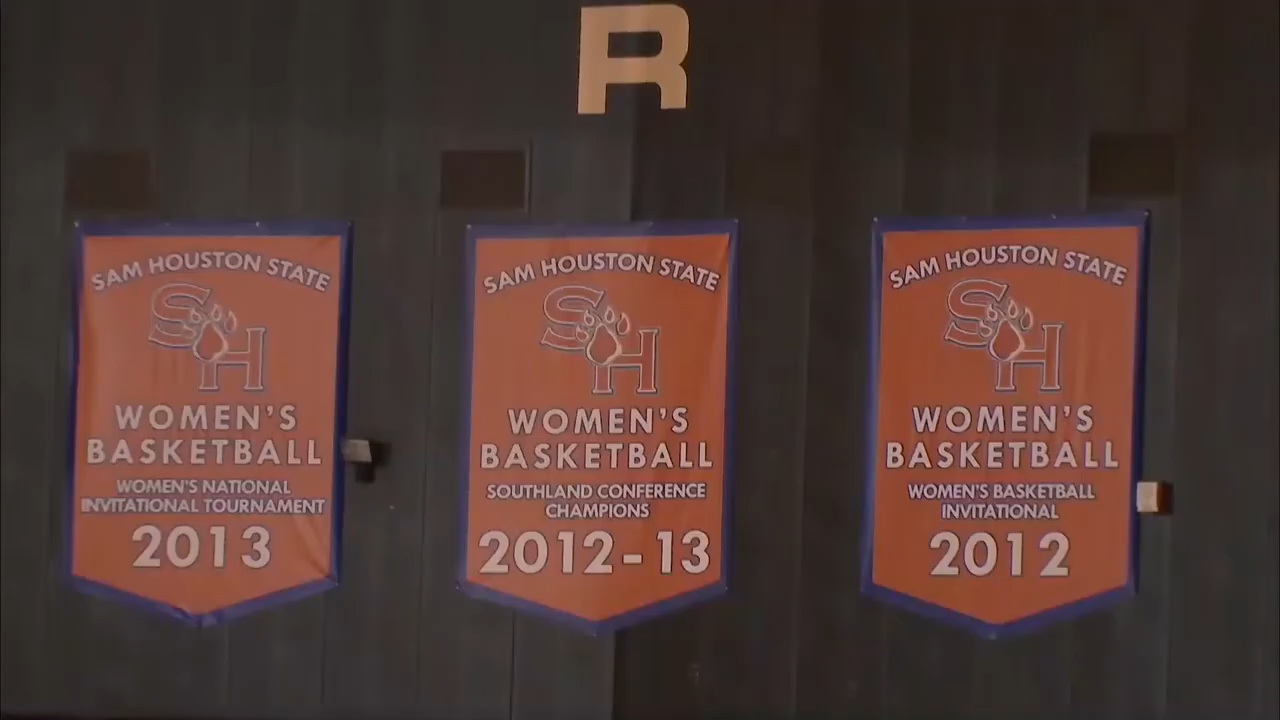 R
SAM HOUSTON STATE
SH
WOMEN'S
BASKETBALL
WOMEN'S NATIONAL
INVITATIONAL TOURNAMENT
2013
SAM HOUSTON STATE
SH
WOMEN'S
BASKETBALL
SOUTHLAND CONFERENCE
CHAMPIONS
2012-13
SAM HOUSTON STATE
SH
WOMEN'S
BASKETBALL
WOMEN'S BASKETBALL
INVITATIONAL
2012